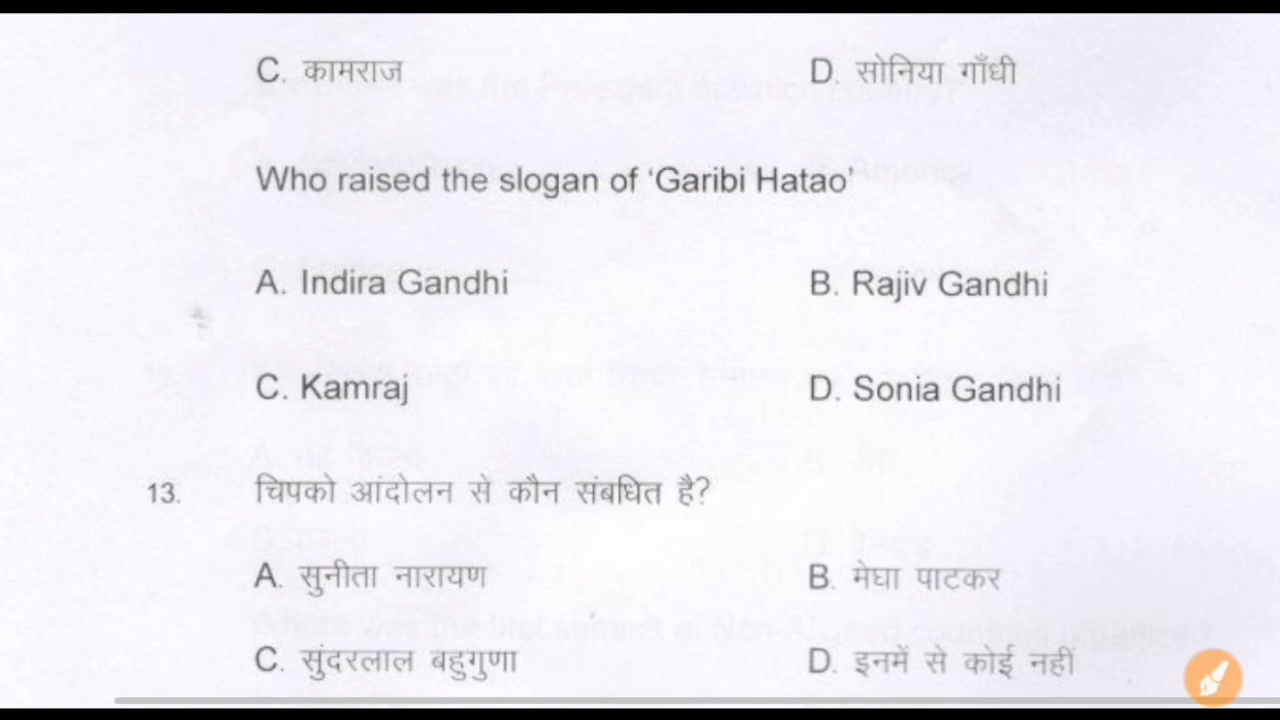 C. कामराज D. सोनिया गाँधी
Who raised the slogan of ‘Garibi Hatao’
A. Indira Gandhi B. Rajiv Gandhi
C. Kamraj D. Sonia Gandhi
13. चिपको आंदोलन से कौन संबधित है?
A. सुनीता नारायण B. मेघा पाटकर
C. सुंदरलाल बहुगुणा D. इनमें से कोई नहीं